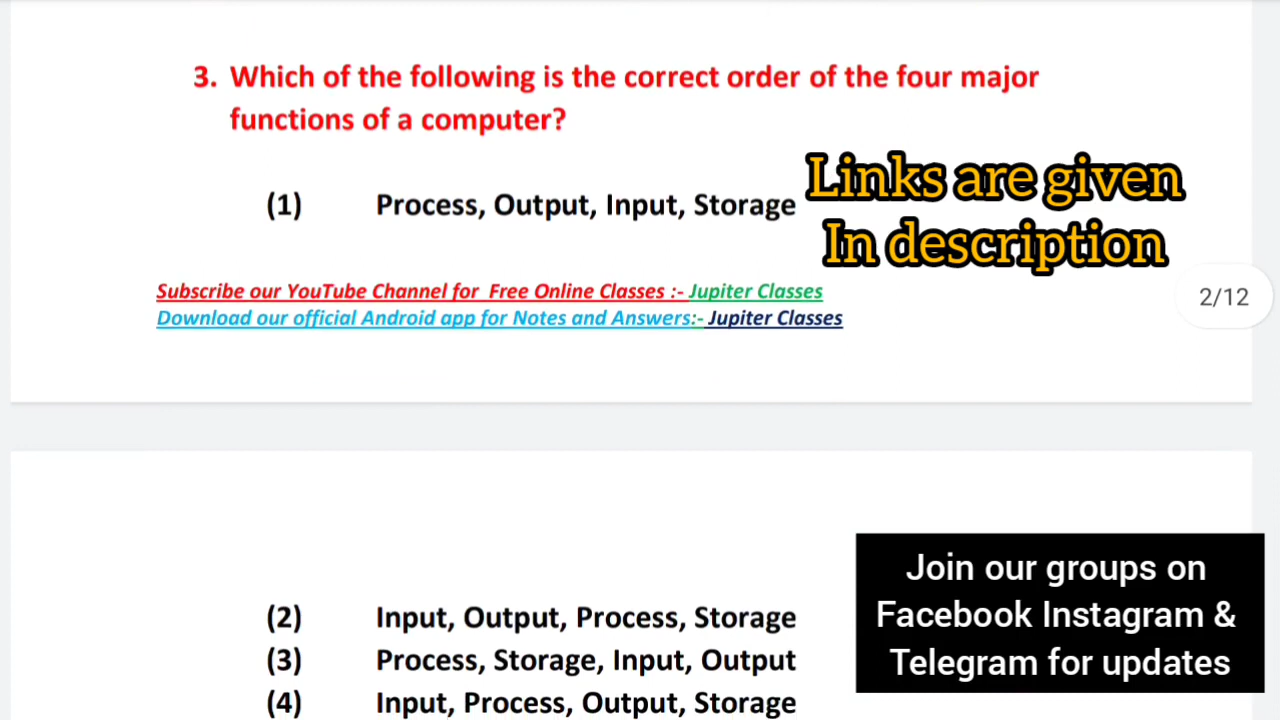 3. Which of the following is the correct order of the four major
functions of a computer?
(1) Process, Output, Input, Storage
Links are given
In description
Subscribe our YouTube Channel for Free Online Classes :- Jupiter Classes
Download our official Android app for Notes and Answers:- Jupiter Classes
2/12
(2) Input, Output, Process, Storage
(3) Process, Storage, Input, Output
(4) Input, Process, Output, Storage
Join our groups on
Facebook Instagram &
Telegram for updates